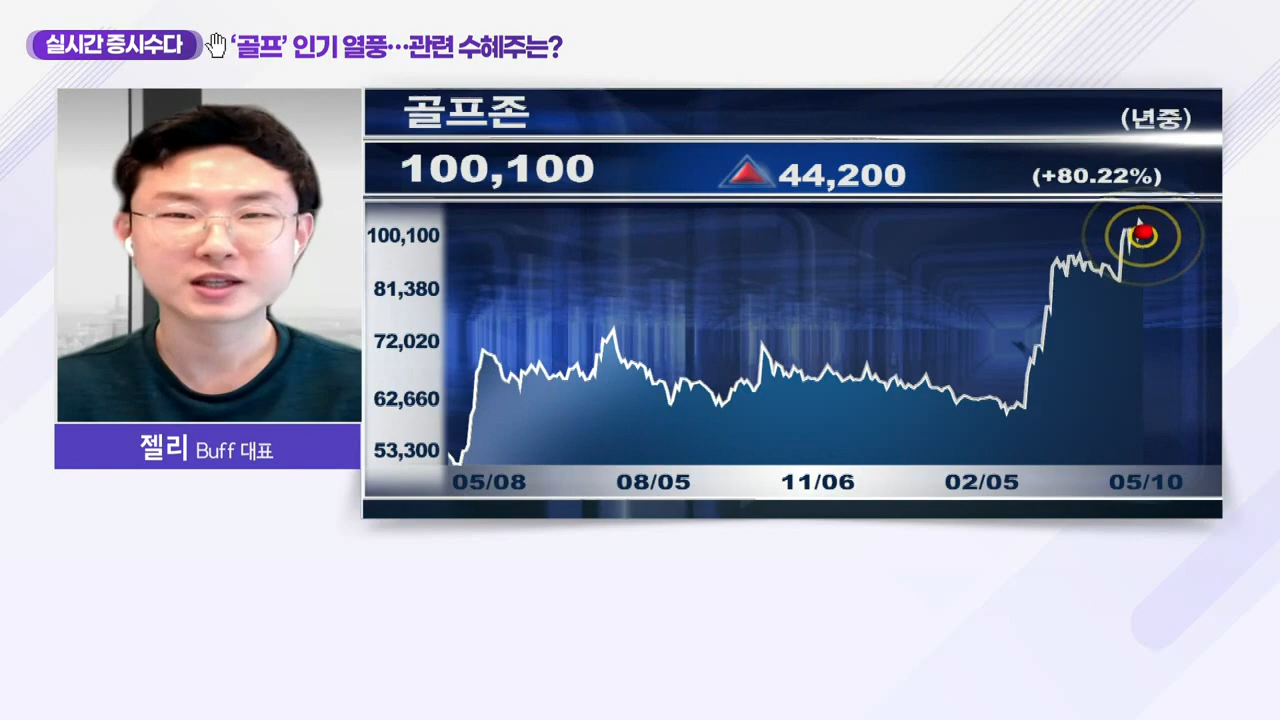 실시간 증시수다 ‘골프’ 인기 열풍…관련 수혜주는?
골프존 (년중)
100,100 44,200 (+80.22%)
100,100
81,380
72,020
62,660
53,300
05/08 08/05 11/06 02/05 05/10
젤리 Buff 대표